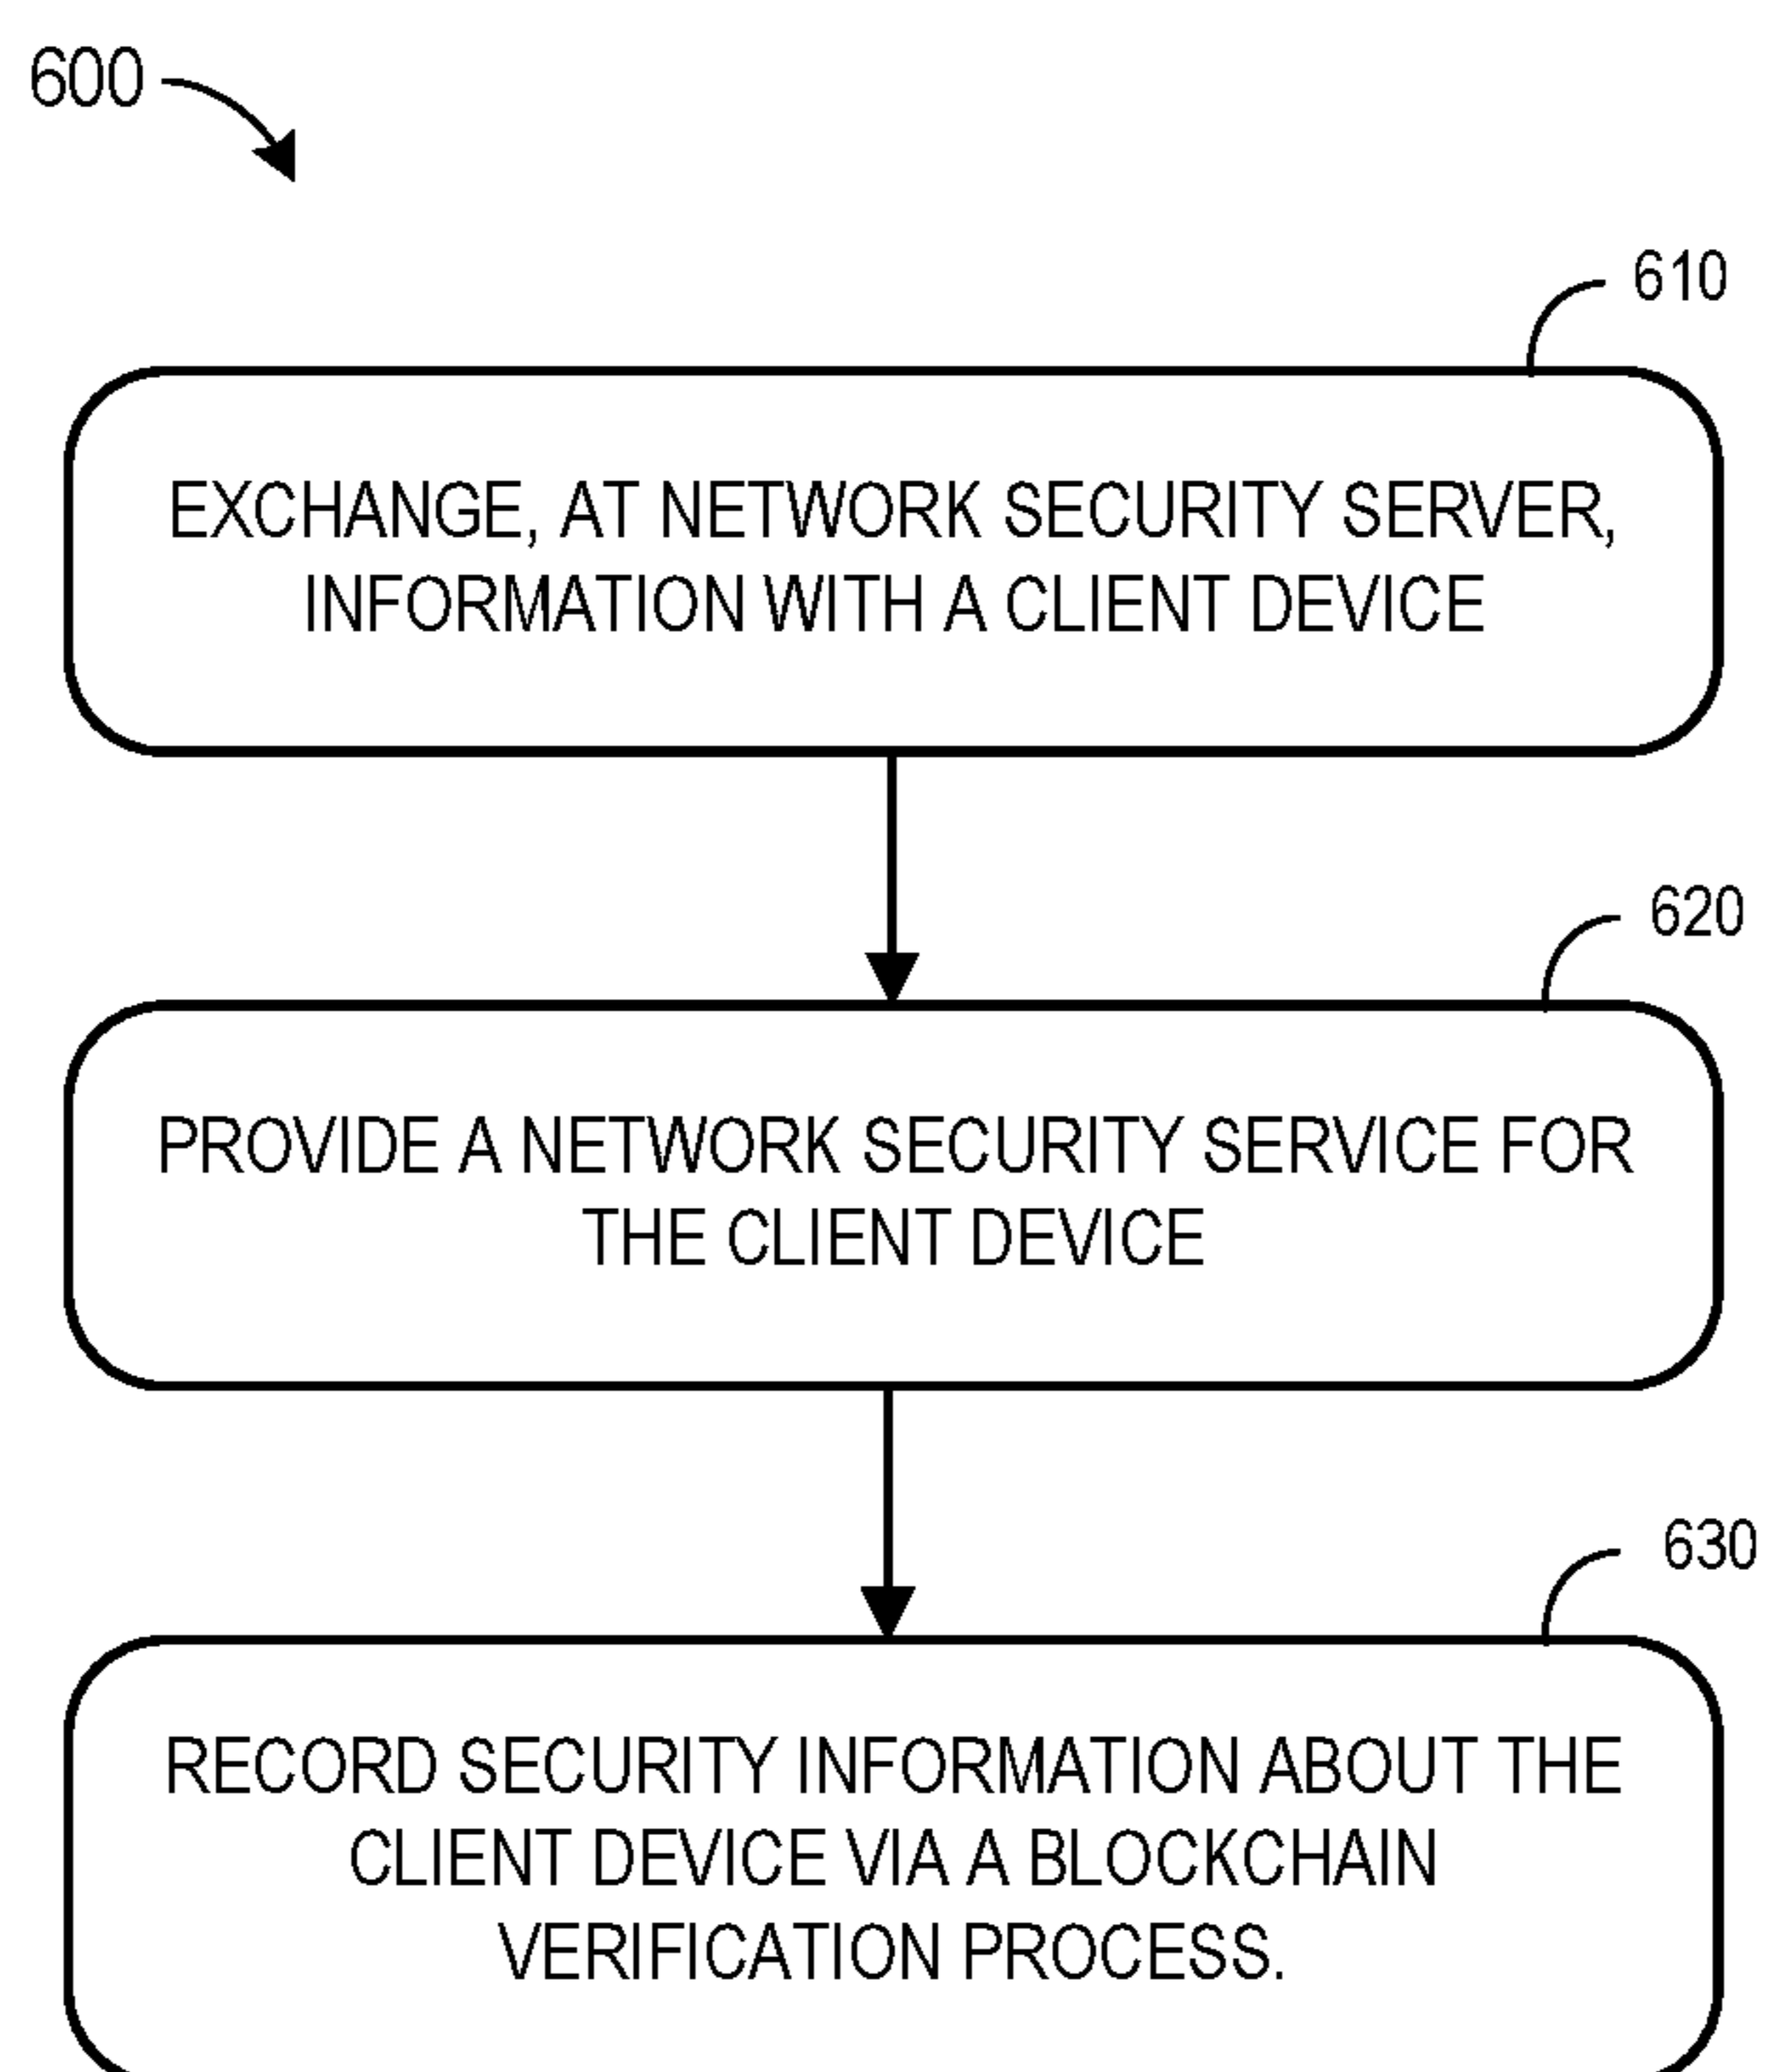 600
610
EXCHANGE, AT NETWORK SECURITY SERVER,
INFORMATION WITH A CLIENT DEVICE
620
PROVIDE A NETWORK SECURITY SERVICE FOR
THE CLIENT DEVICE
630
RECORD SECURITY INFORMATION ABOUT THE
CLIENT DEVICE VIA A BLOCKCHAIN
VERIFICATION PROCESS.